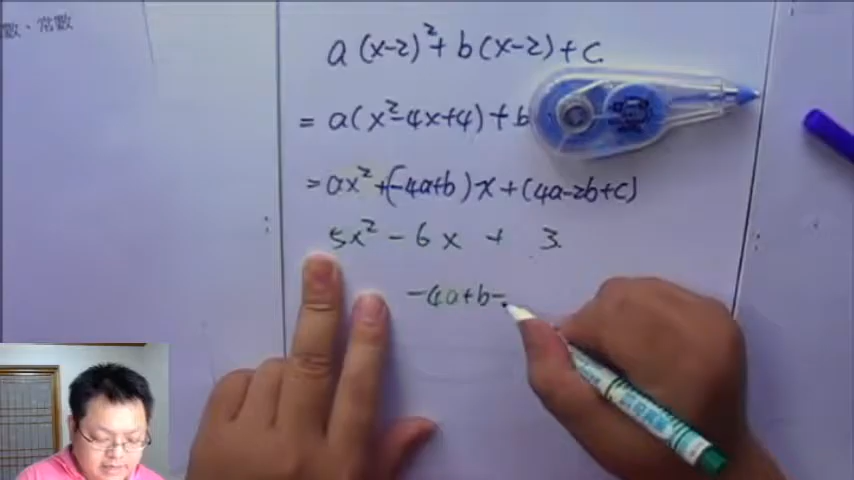 數、常數
a(x-2)²+b(x-2)+c
=a(x²-4x+4)+b
=ax²+(-4a+b)x+(4a-2b+c)
5x²-6x+3
-4a+b=